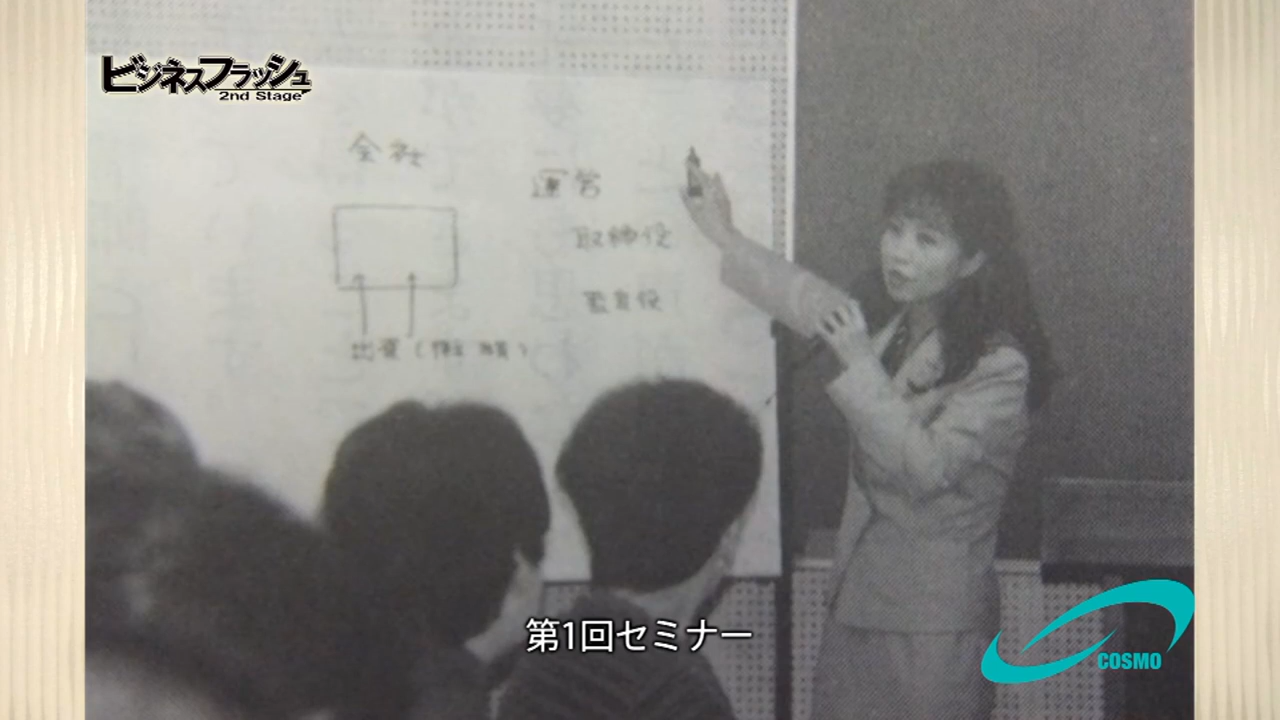 ビジネスフラッシュ
2nd Stage
会社
運営
取締役
監査役
出資(
第1回セミナー
COSMO